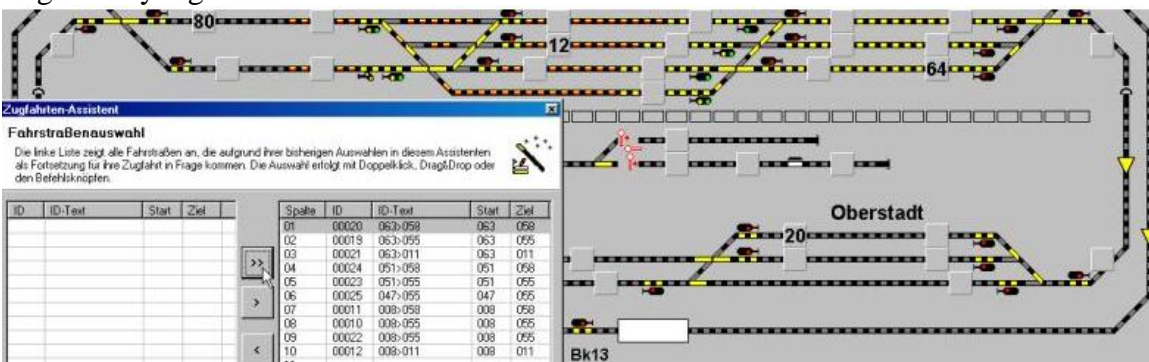 80
12
64
Zugfahrten-Assistent
Fahrstraßenauswahl
Die linke Liste zeigt alle Fahrstraßen an, die aufgrund ihrer bisherigen Auswahlen in diesem Assistenten
als Fortsetzung für ihre Zugfahrt in Frage kommen. Die Auswahl erfolgt mit Doppelklick, Drag&Drop oder
den Befehlsknöpfen.
ID ID-Text Start Ziel
Spalte ID ID-Text Start Ziel
01 00020 063>058 063 058
02 00019 063>055 063 055
03 00021 063>011 063 011
04 00024 051>058 051 058
05 00023 051>055 051 055
06 00025 047>055 047 055
07 00011 008>058 008 058
08 00010 008>055 008 055
09 00022 008>055 008 055
10 00012 008>011 008 011
>>
>
<
Oberstadt
20
Bk13